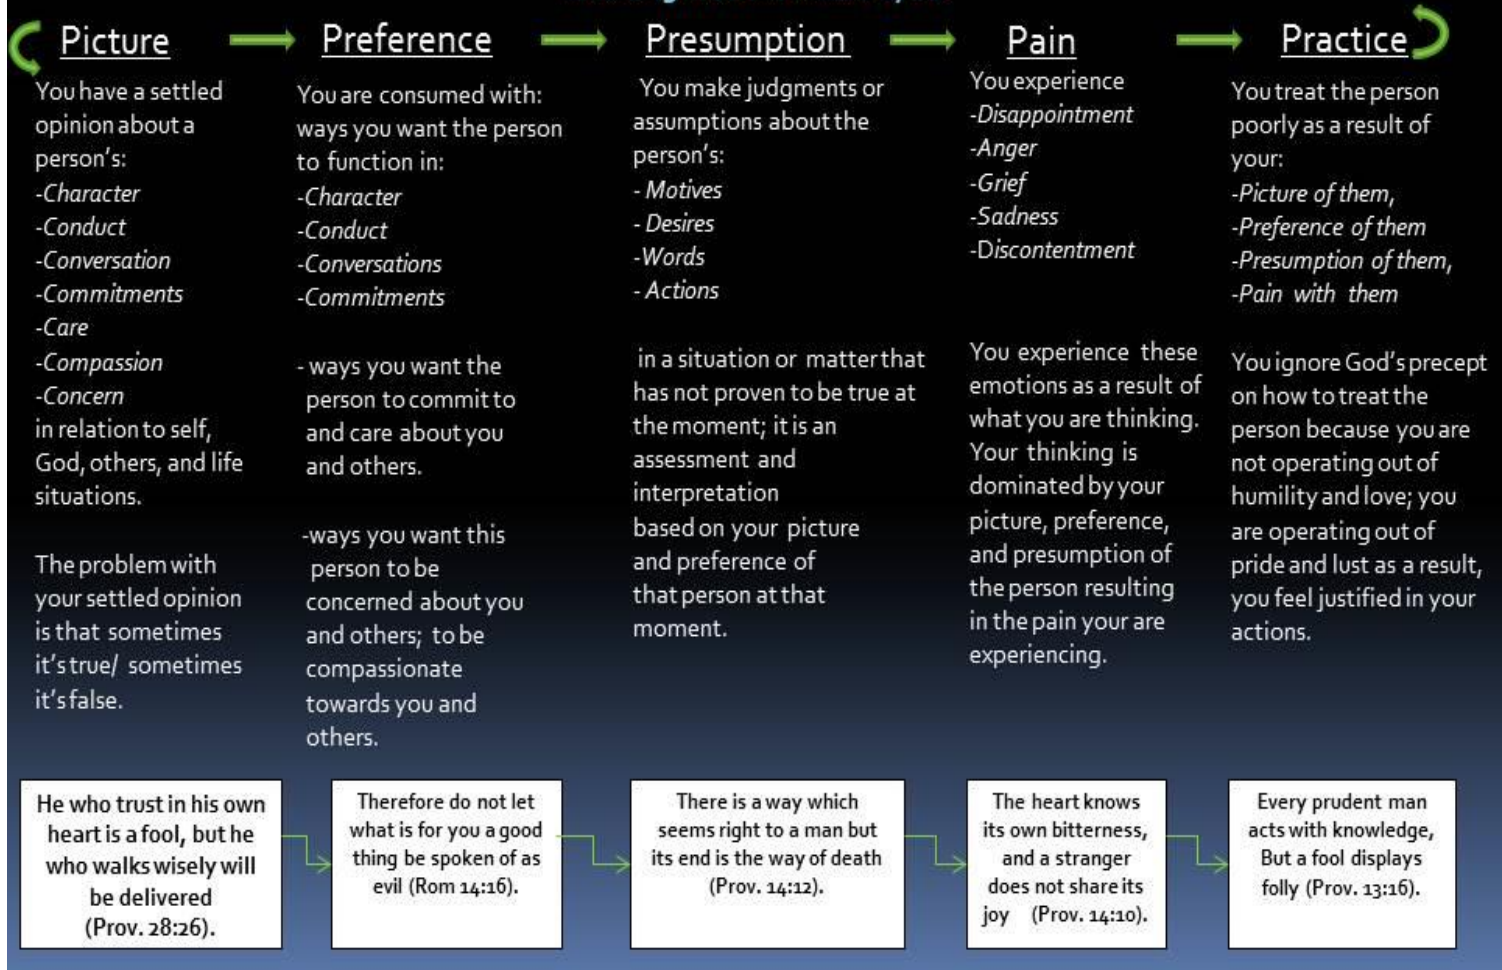 Picture
You have a settled
opinion about a
person's:
-Character
-Conduct
-Conversation
-Commitments
-Care
-Compassion
-Concern
in relation to self,
God, others, and life
situations.
The problem with
your settled opinion
is that sometimes
it's true/ sometimes
it's false.
He who trust in his own
heart is a fool, but he
who walks wisely will
be delivered
(Prov. 28:26).
Preference
You are consumed with:
ways you want the person
to function in:
-Character
-Conduct
-Conversations
-Commitments
- ways you want the
person to commit to
and care about you
and others.
-ways you want this
person to be
concerned about you
and others; to be
compassionate
towards you and
others.
Therefore do not let
what is for you a good
thing be spoken of as
evil (Rom 14:16).
Presumption
You make judgments or
assumptions about the
person's:
- Motives
- Desires
-Words
- Actions
in a situation or matter that
has not proven to be true at
the moment; it is an
assessment and
interpretation
based on your picture
and preference of
that person at that
moment.
There is a way which
seems right to a man but
its end is the way of death
(Prov. 14:12).
Pain
You experience
-Disappointment
-Anger
-Grief
-Sadness
-Discontentment
You experience these
emotions as a result of
what you are thinking.
Your thinking is
dominated by your
picture, preference,
and presumption of
the person resulting
in the pain your are
experiencing.
The heart knows
its own bitterness,
and a stranger
does not share its
joy (Prov. 14:10).
Practice
You treat the person
poorly as a result of
your:
-Picture of them,
-Preference of them
-Presumption of them,
-Pain with them
You ignore God's precept
on how to treat the
person because you are
not operating out of
humility and love; you
are operating out of
pride and lust as a result,
you feel justified in your
actions.
Every prudent man
acts with knowledge,
But a fool displays
folly (Prov. 13:16).